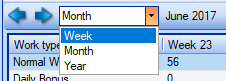 Month June 2017
Week
Month
Year
Work type Week 23
Normal W 56
Daily Bonus 0